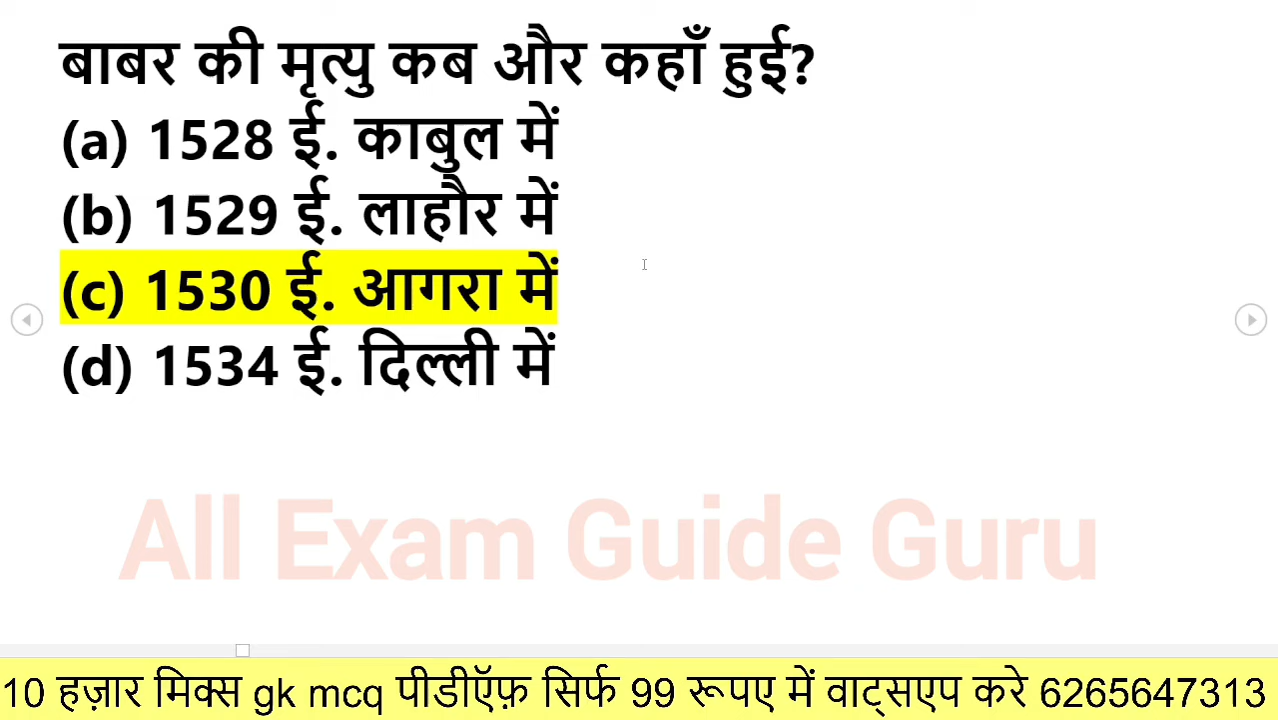 बाबर की मृत्यु कब और कहाँ हुई?
(a) 1528 ई. काबुल में
(b) 1529 ई. लाहौर में
(c) 1530 ई. आगरा में
(d) 1534 ई. दिल्ली में
All Exam Guide Guru
10 हज़ार मिक्स gk mcq पीडीऍफ़ सिर्फ 99 रूपए में वाट्सएप करे 6265647313